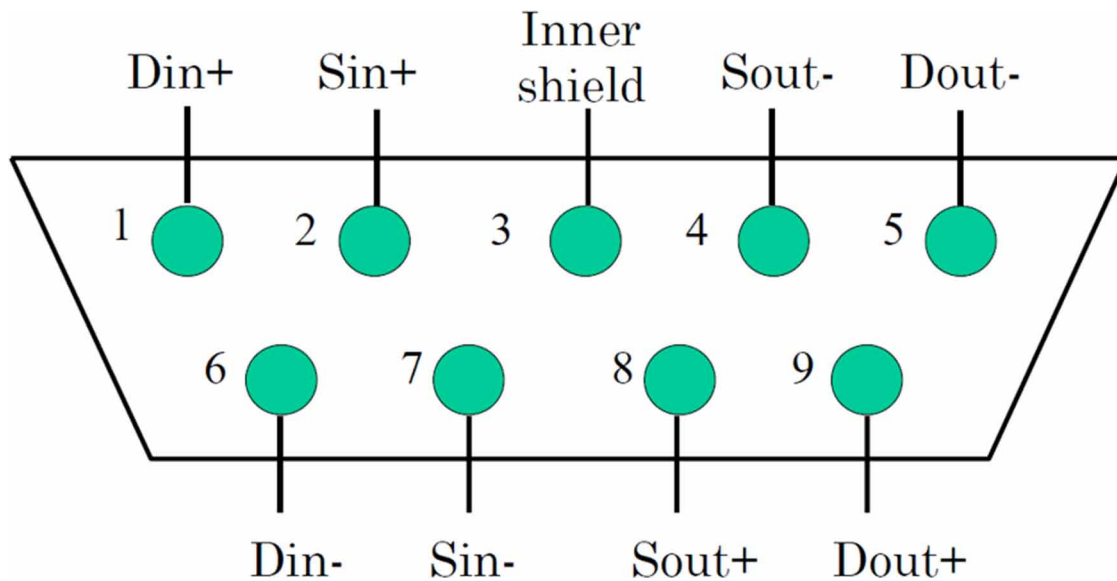 Din+ Sin+ Inner shield Sout- Dout-
1 2 3 4 5
6 7 8 9
Din- Sin- Sout+ Dout+